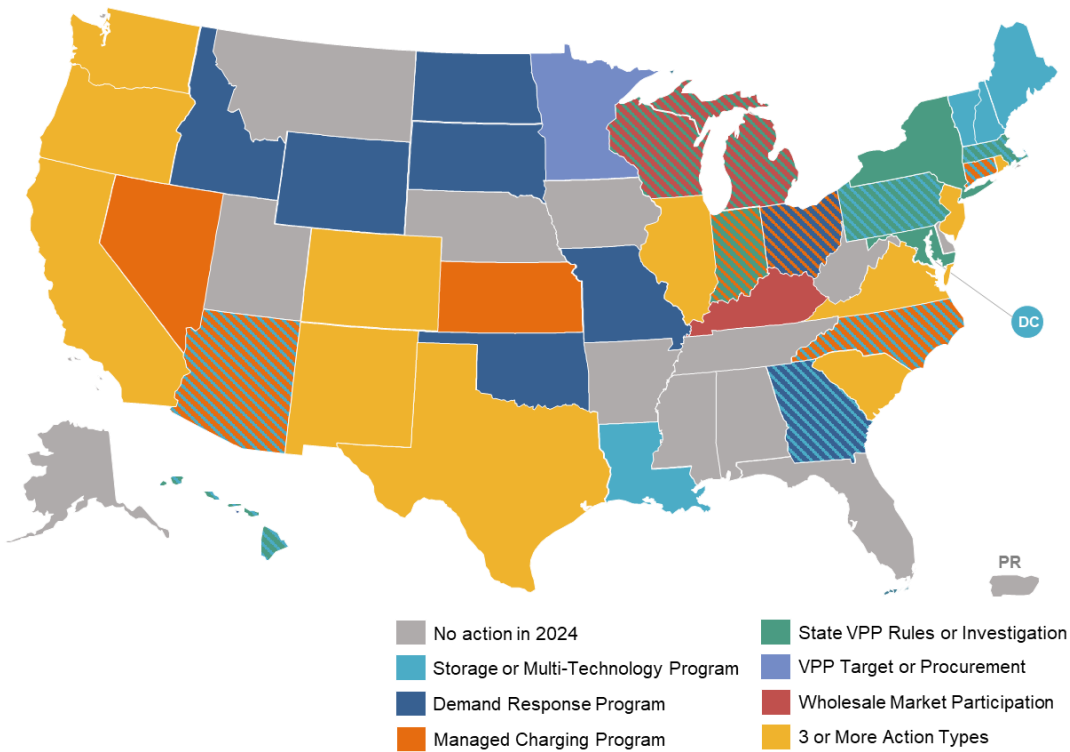 DC
PR
No action in 2024
Storage or Multi-Technology Program
Demand Response Program
Managed Charging Program
State VPP Rules or Investigation
VPP Target or Procurement
Wholesale Market Participation
3 or More Action Types